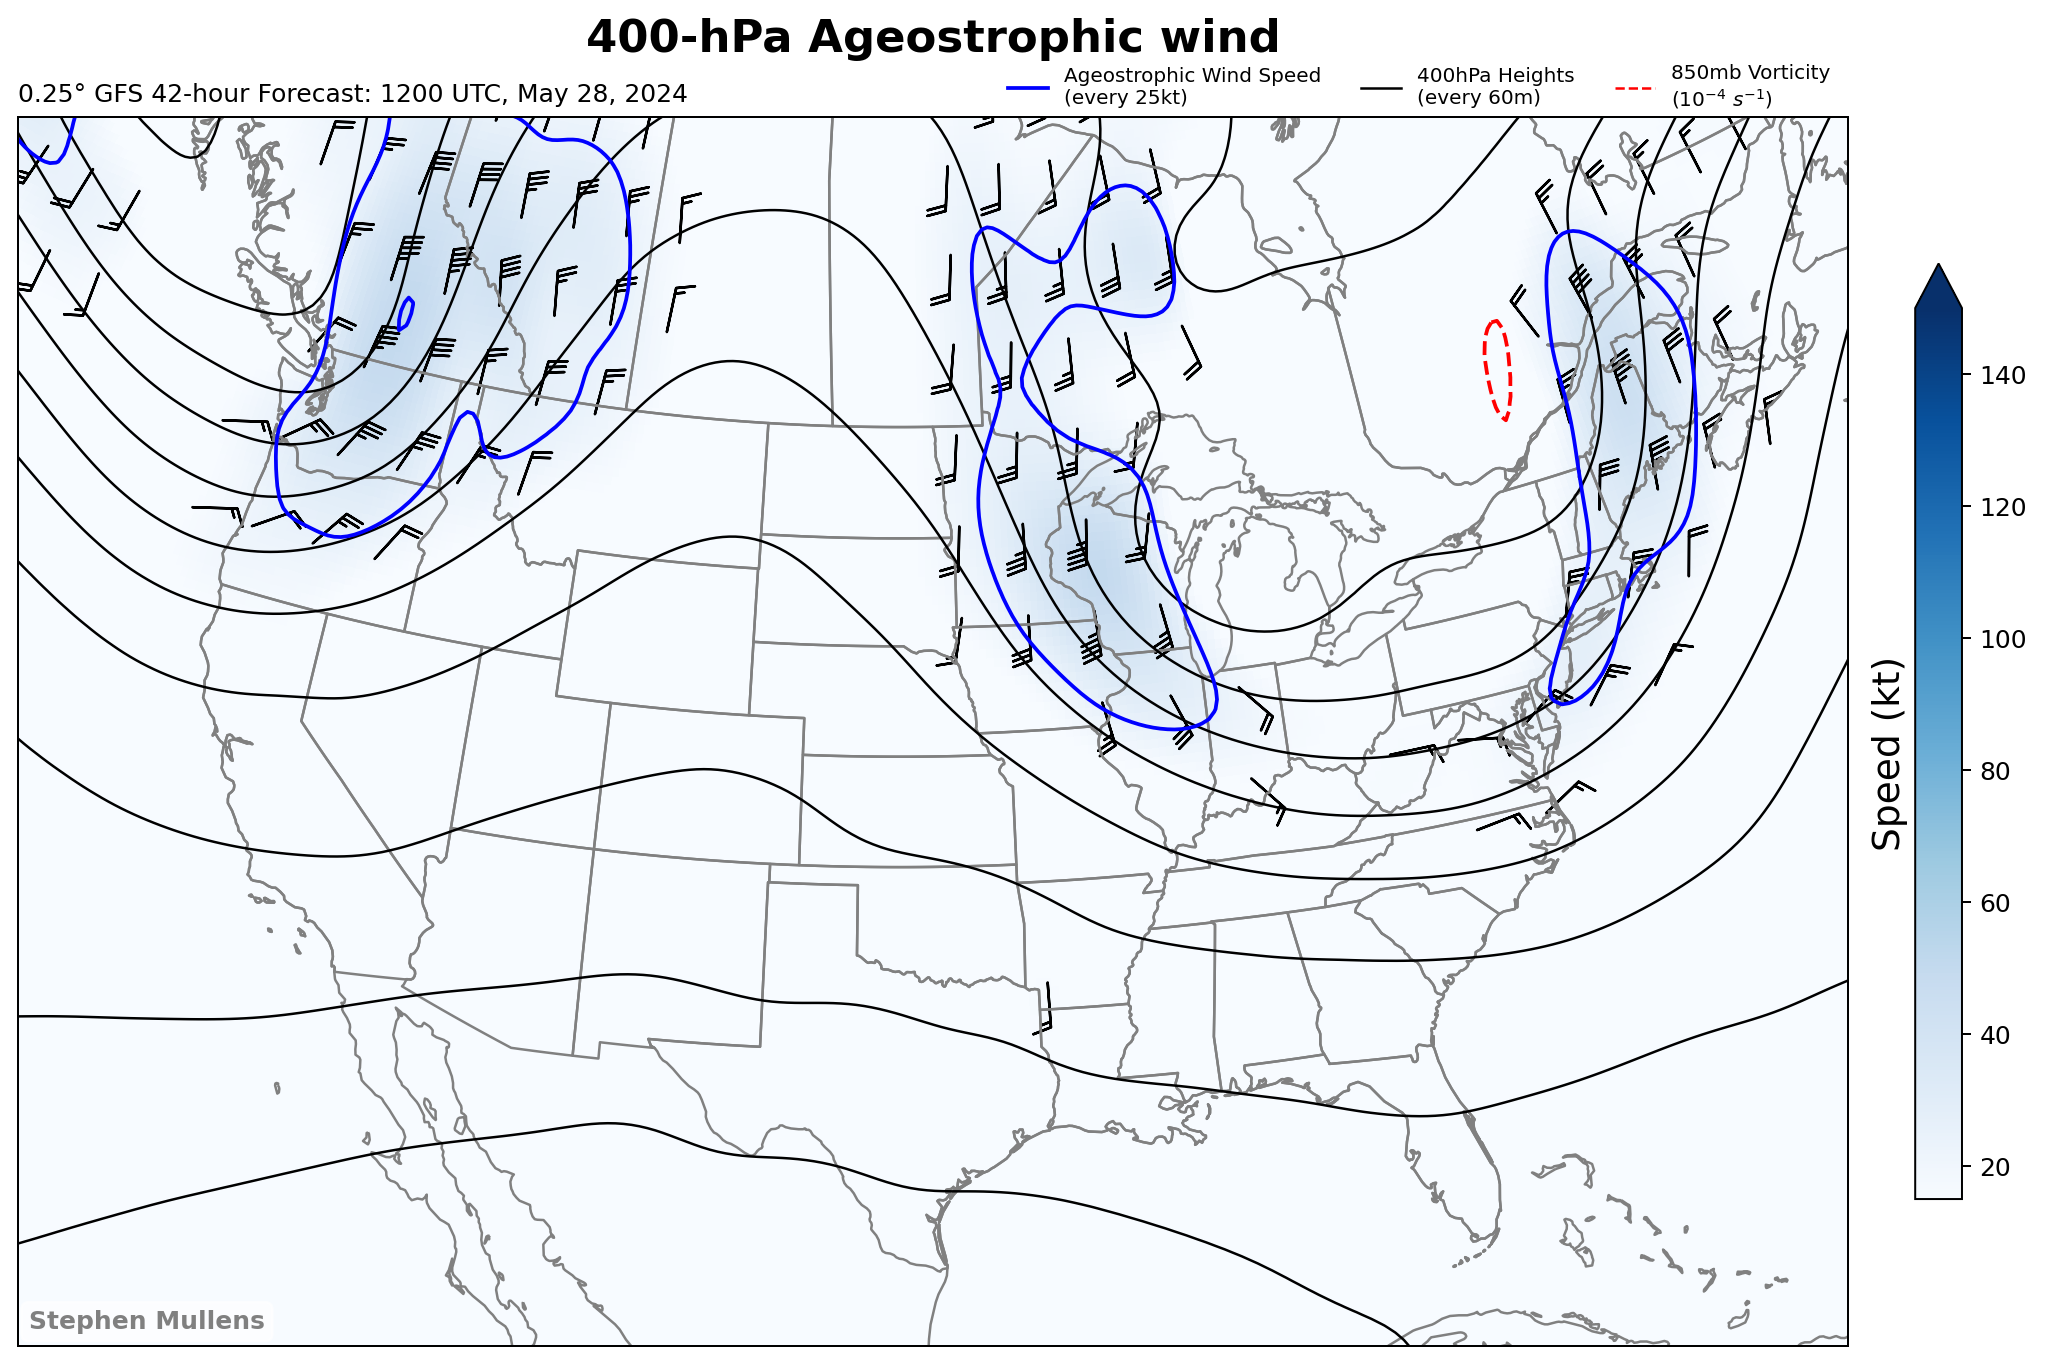 400-hPa Ageostrophic wind
0.25° GFS 42-hour Forecast: 1200 UTC, May 28, 2024
Ageostrophic Wind Speed
(every 25kt)
400hPa Heights
(every 60m)
850mb Vorticity
(10⁻⁴ s⁻¹)
140
120
100
80
60
40
20
Speed (kt)
Stephen Mullens